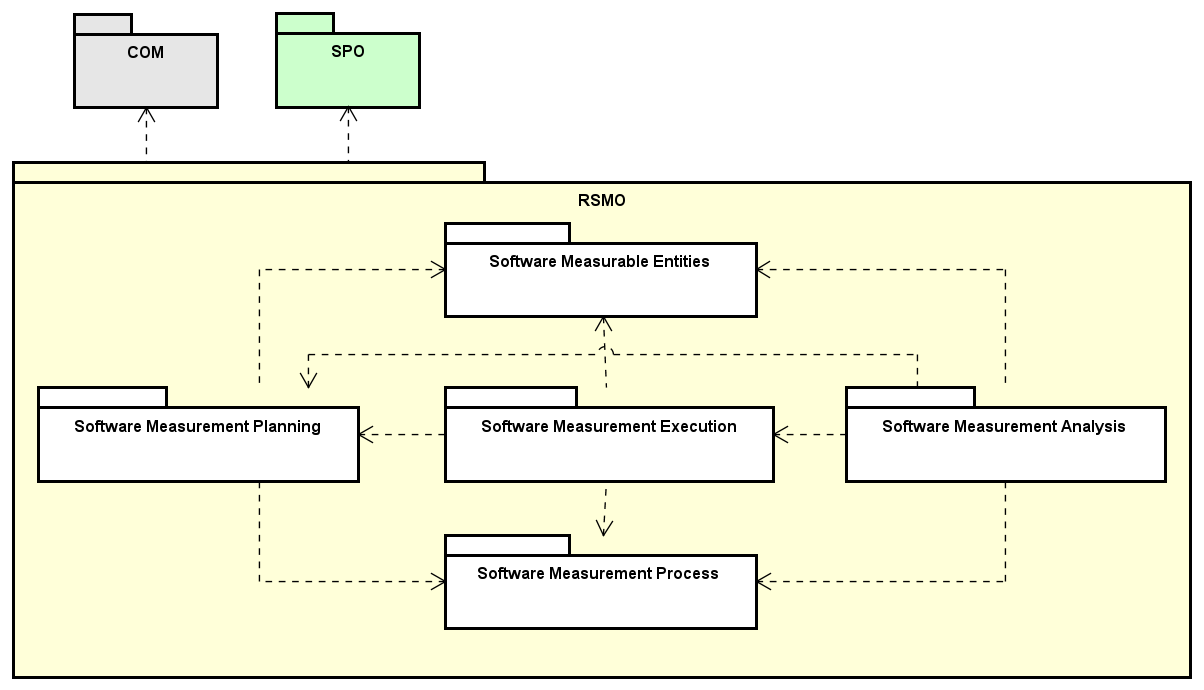 COM
SPO
RSMO
Software Measurable Entities
Software Measurement Planning
Software Measurement Execution
Software Measurement Analysis
Software Measurement Process